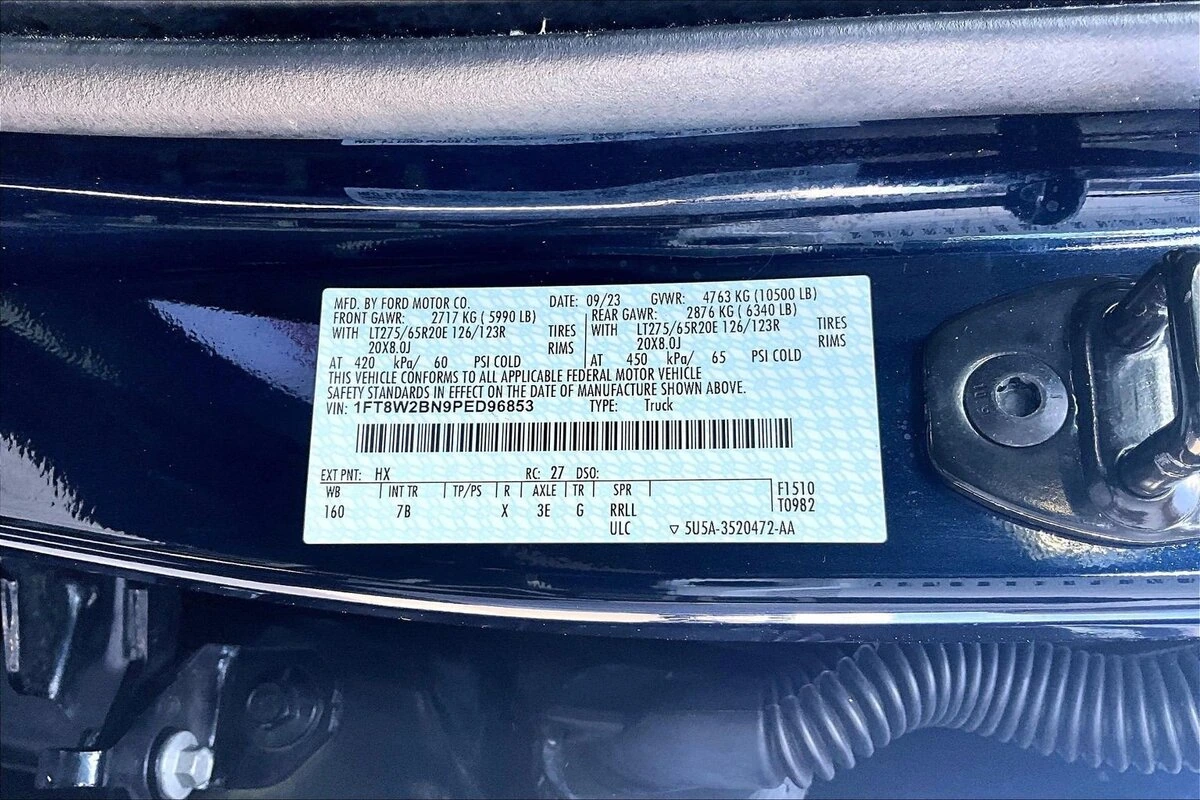 MFD. BY FORD MOTOR CO. DATE: 09/23 GVWR: 4763 KG (10500 LB)
FRONT GAWR: 2717 KG ( 5990 LB) REAR GAWR: 2876 KG ( 6340 LB)
WITH LT275/65R20E 126/123R TIRES WITH LT275/65R20E 126/123R TIRES
20X8.0J RIMS 20X8.0J RIMS
AT 420 kPa/ 60 PSI COLD AT 450 kPa/ 65 PSI COLD
THIS VEHICLE CONFORMS TO ALL APPLICABLE FEDERAL MOTOR VEHICLE
SAFETY STANDARDS IN EFFECT ON THE DATE OF MANUFACTURE SHOWN ABOVE.
VIN: 1FT8W2BN9PED96853 TYPE: Truck
EXT PNT: HX RC: 27 DSO:
WB INT TR TP/PS R AXLE TR SPR F1510
160 7B X 3E G RRLL T0982
ULC ▽ 5U5A-3520472-AA